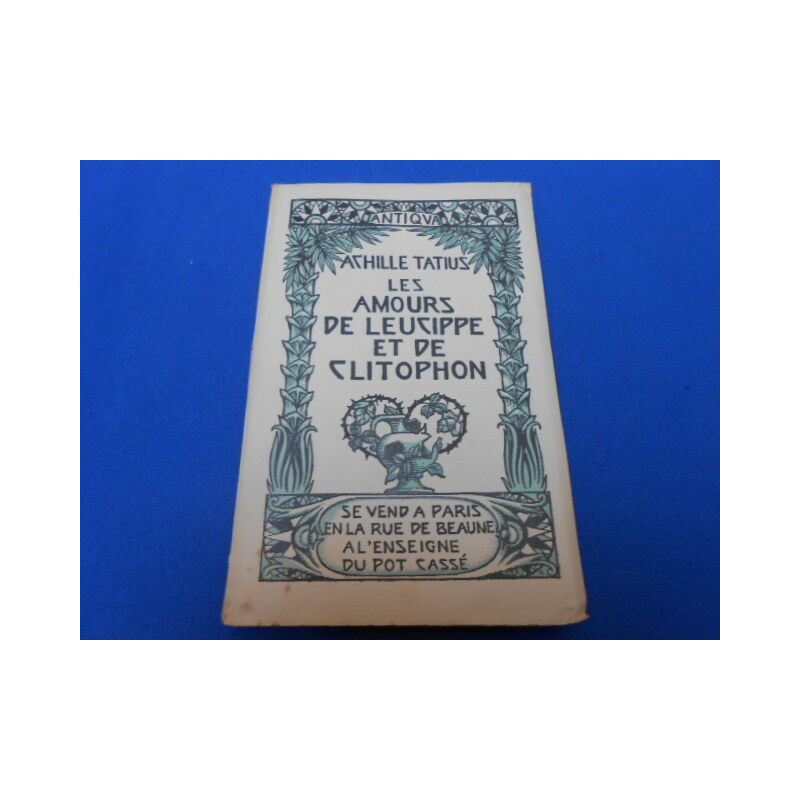 ANTIQVA
ACHILLE TATIUS
LES
AMOURS
DE LEUCIPPE
ET DE
CLITOPHON
SE VEND A PARIS
EN LA RUE DE BEAUNE
A L'ENSEIGNE
DU POT CASSÉ